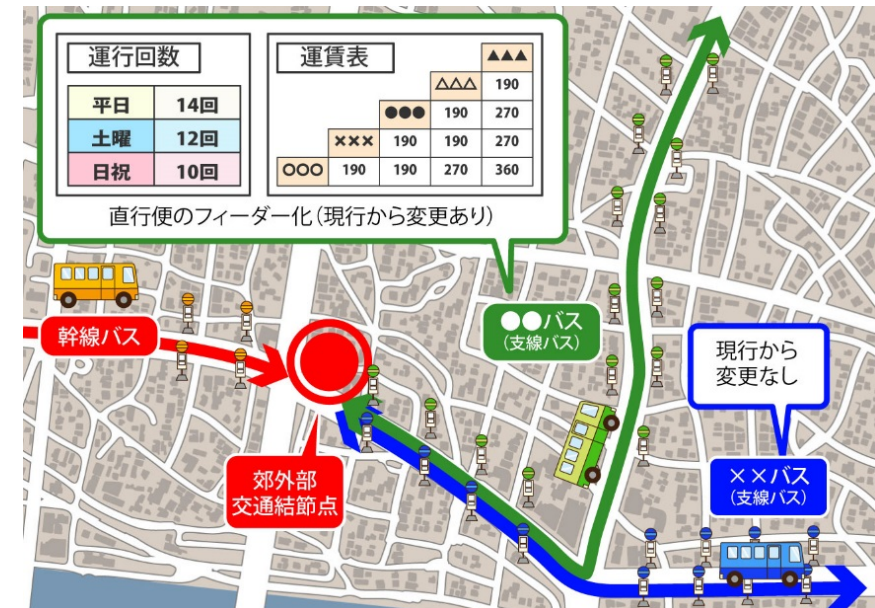 運行回数
平日 14回
土曜 12回
日祝 10回
運賃表
▲▲▲
△△△ 190
●●● 190 270
××× 190 190 270
○○○ 190 190 270 360
直行便のフィーダー化(現行から変更あり)
幹線バス
●●バス
(支線バス)
現行から
変更なし
郊外部
交通結節点
××バス
(支線バス)